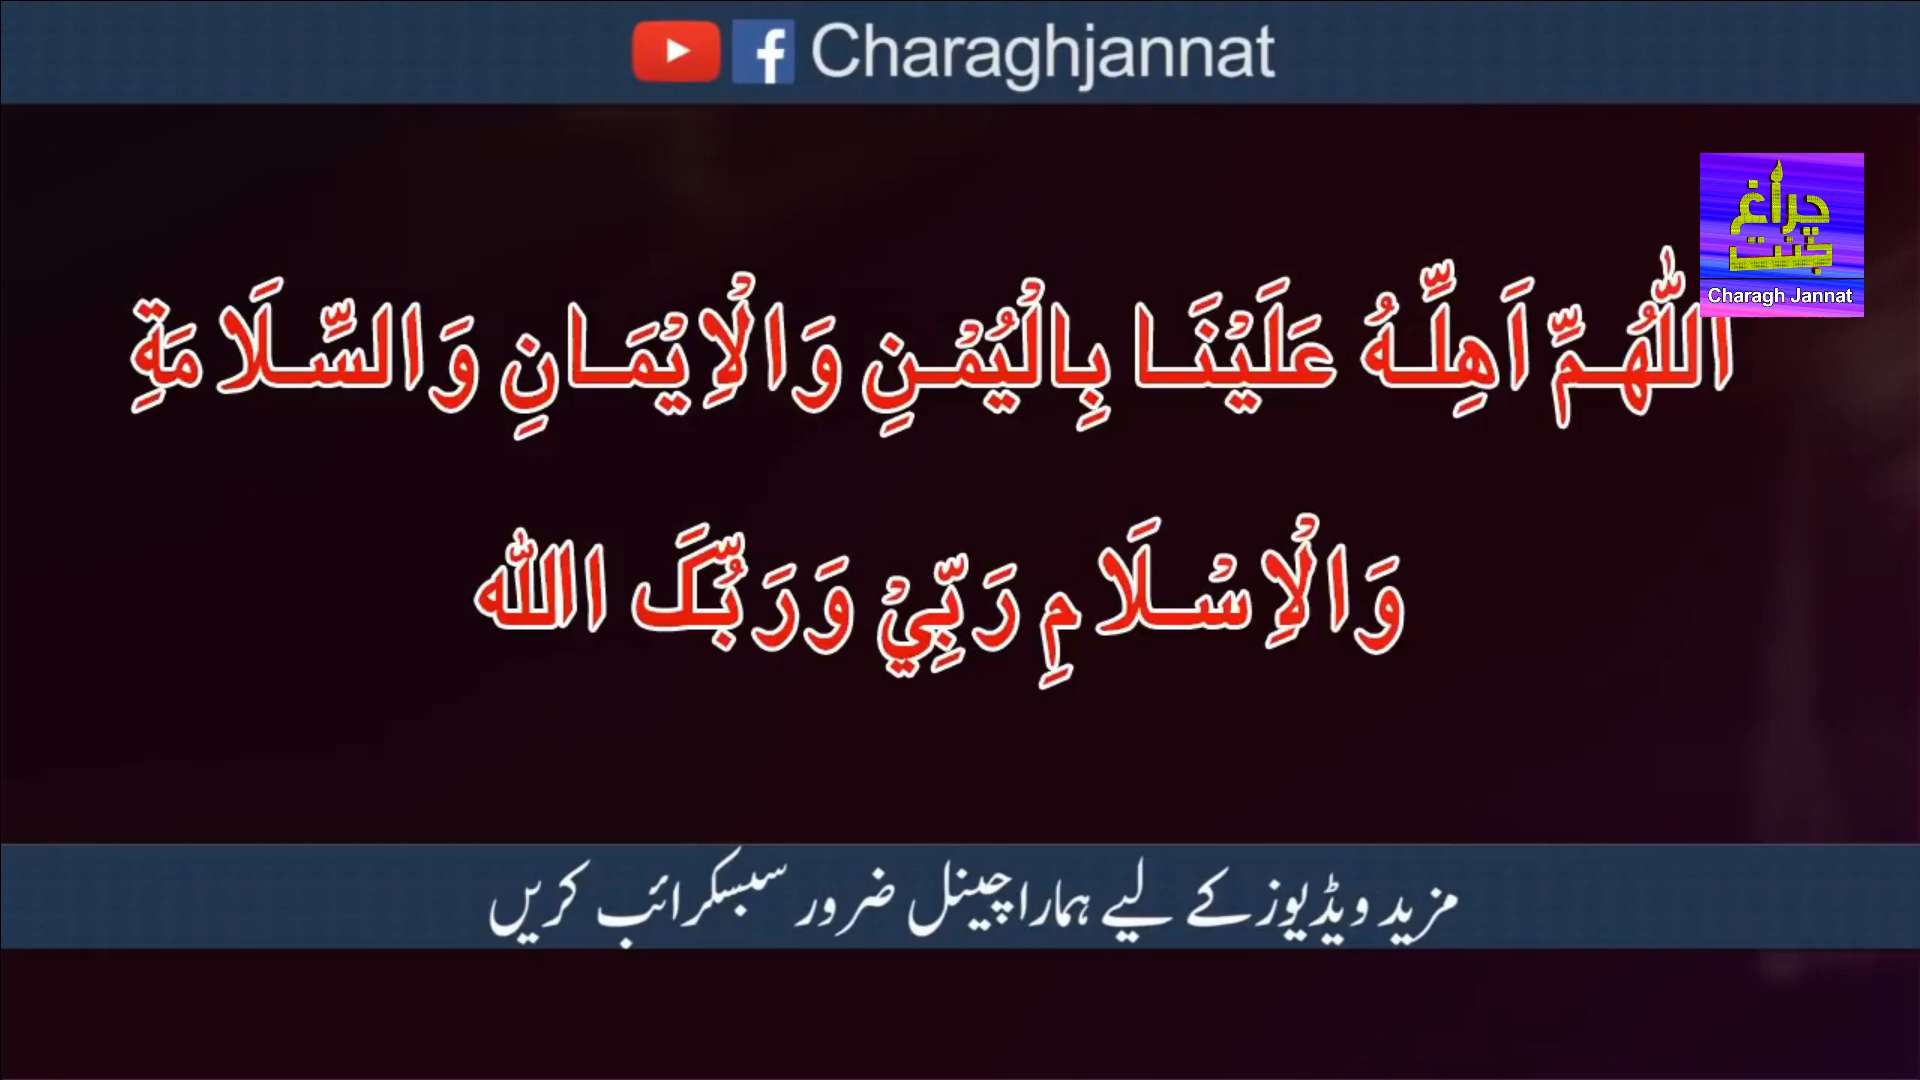 Charaghjannat
چراغ
جنت
Charagh Jannat
اَللّٰهُمِّ اَهِلِّهُ عَلَيْنَا بِالْيُمْنِ وَالْاِيْمَانِ وَالسِّلَامَةِ
وَالْاِسْلَامِ رَبِّيْ وَرَبُّکَ الله
مزید ویڈیوز کے لیے ہمارا چینل ضرور سبسکرائب کریں